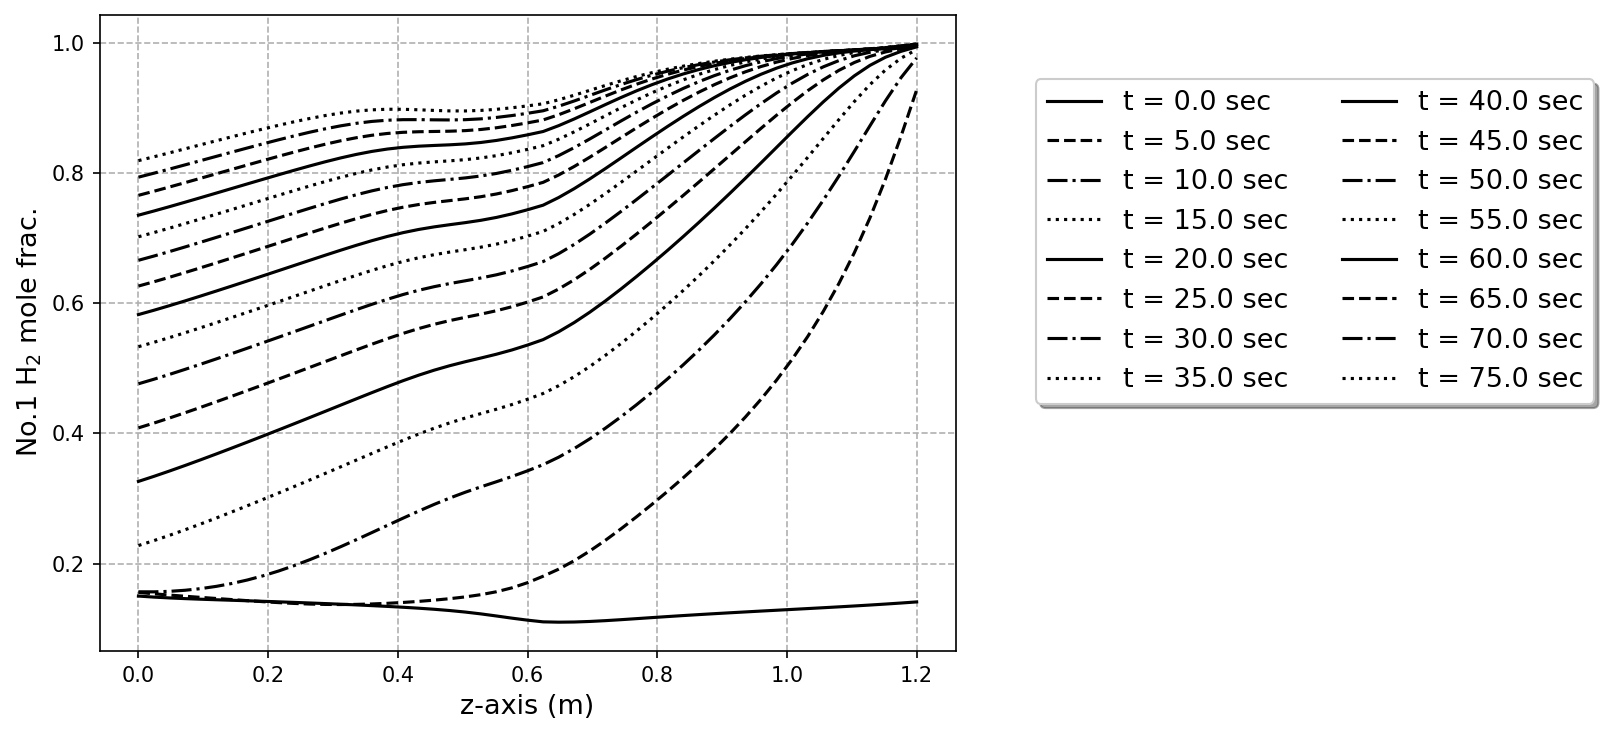 1.0
0.8
0.6
0.4
0.2
No.1 H₂ mole frac.
0.0 0.2 0.4 0.6 0.8 1.0 1.2
z-axis (m)
t = 0.0 sec
t = 5.0 sec
t = 10.0 sec
t = 15.0 sec
t = 20.0 sec
t = 25.0 sec
t = 30.0 sec
t = 35.0 sec
t = 40.0 sec
t = 45.0 sec
t = 50.0 sec
t = 55.0 sec
t = 60.0 sec
t = 65.0 sec
t = 70.0 sec
t = 75.0 sec